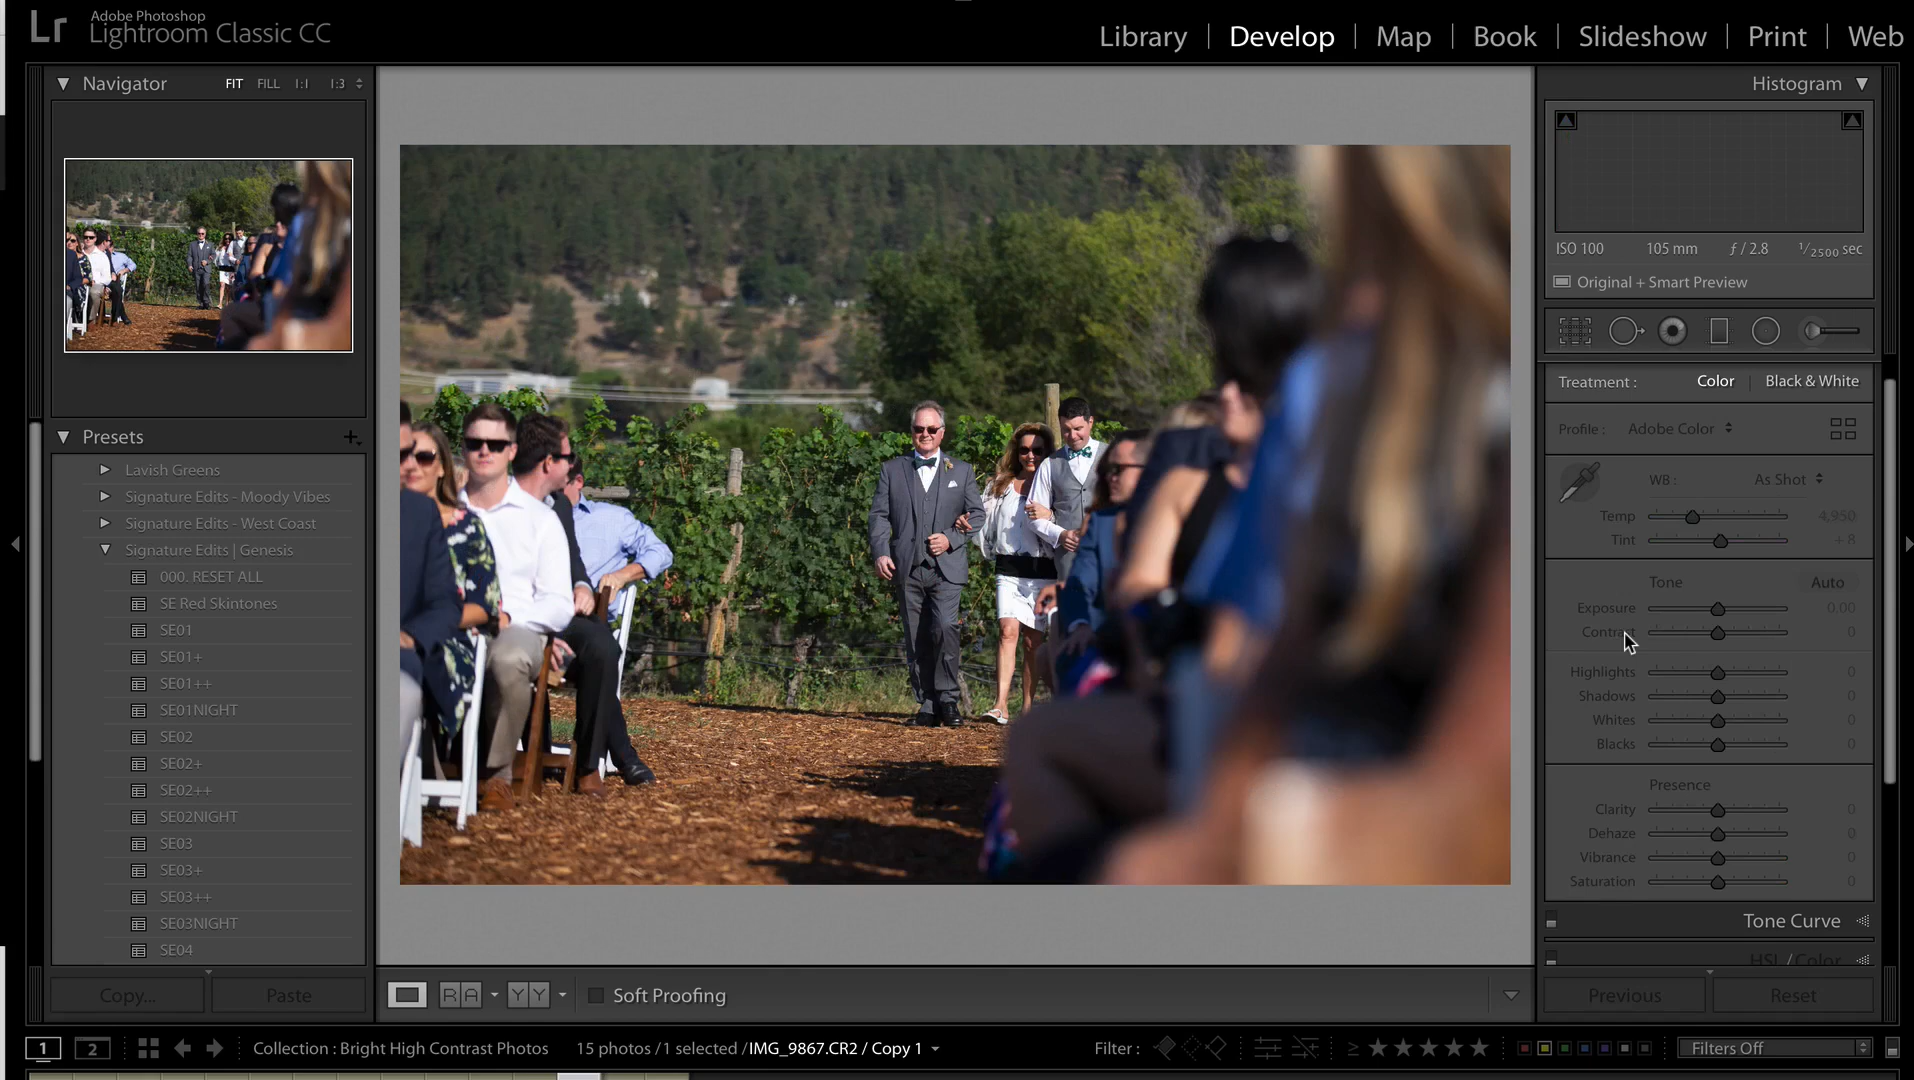 Lr Adobe Photoshop
Lightroom Classic CC
Library | Develop | Map | Book | Slideshow | Print | Web
Navigator FIT FILL 1:1 1:3
Histogram
ISO 100 105 mm ƒ / 2.8 1/2500 sec
Original + Smart Preview
Treatment : Color Black & White
Profile : Adobe Color
WB : As Shot
Temp 4,950
Tint + 8
Tone Auto
Exposure 0.00
Contrast 0
Highlights 0
Shadows 0
Whites 0
Blacks 0
Presence
Clarity 0
Dehaze 0
Vibrance 0
Saturation 0
Tone Curve
HSL / Color
Previous Reset
Presets
Lavish Greens
Signature Edits - Moody Vibes
Signature Edits - West Coast
Signature Edits | Genesis
000. RESET ALL
SE Red Skintones
SE01
SE01+
SE01++
SE01NIGHT
SE02
SE02+
SE02++
SE02NIGHT
SE03
SE03+
SE03++
SE03NIGHT
SE04
Copy... Paste
R A Y Y Soft Proofing
1 2 Collection : Bright High Contrast Photos 15 photos / 1 selected / IMG_9867.CR2 / Copy 1 Filter : ≥ Filters Off